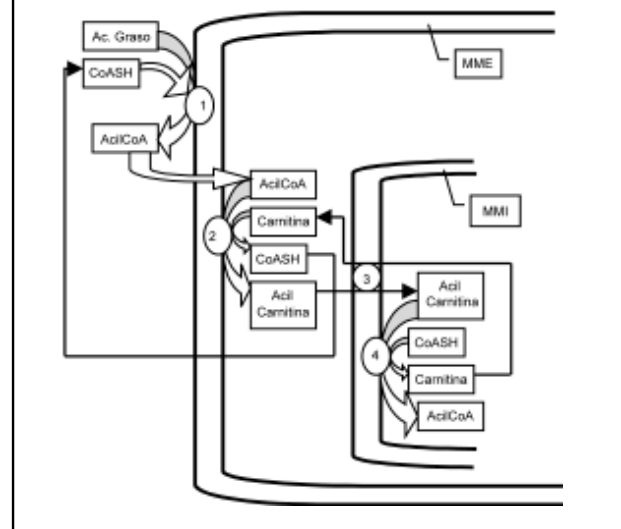 Ac. Graso
CoASH
1
AcilCoA
MME
AcilCoA
Carnitina
2
CoASH
Acil
Carnitina
MMI
3
Acil
Carnitina
CoASH
4
Carnitina
AcilCoA